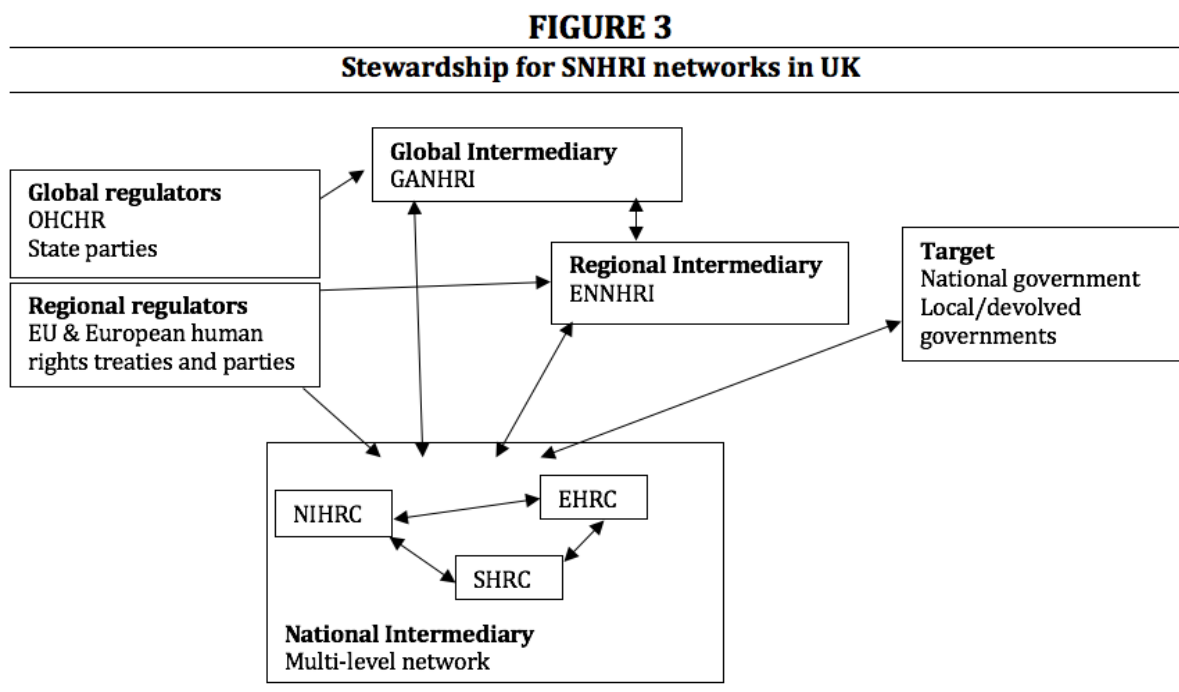 FIGURE 3
Stewardship for SNHRI networks in UK
Global Intermediary
GANHRI
Global regulators
OHCHR
State parties
Regional Intermediary
ENNHRI
Target
National government
Local/devolved
governments
Regional regulators
EU & European human
rights treaties and parties
NIHRC
EHRC
SHRC
National Intermediary
Multi-level network